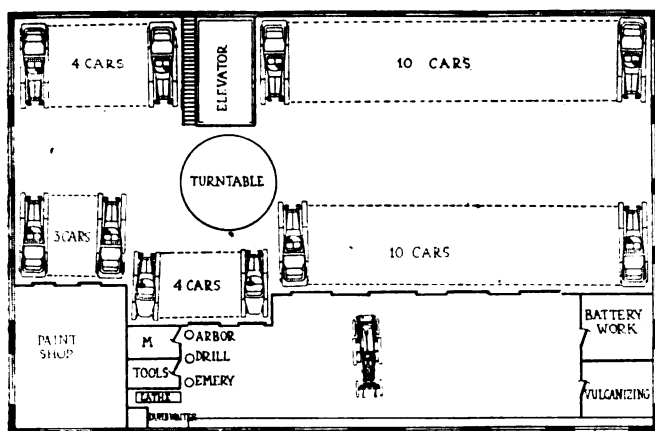 4 CARS
ELEVATOR
10 CARS
TURNTABLE
3 CARS
4 CARS
10 CARS
PAINT
SHOP
M
TOOLS
LATHE
DUMBWAITER
ARBOR
DRILL
EMERY
BATTERY
WORK
VULCANIZING